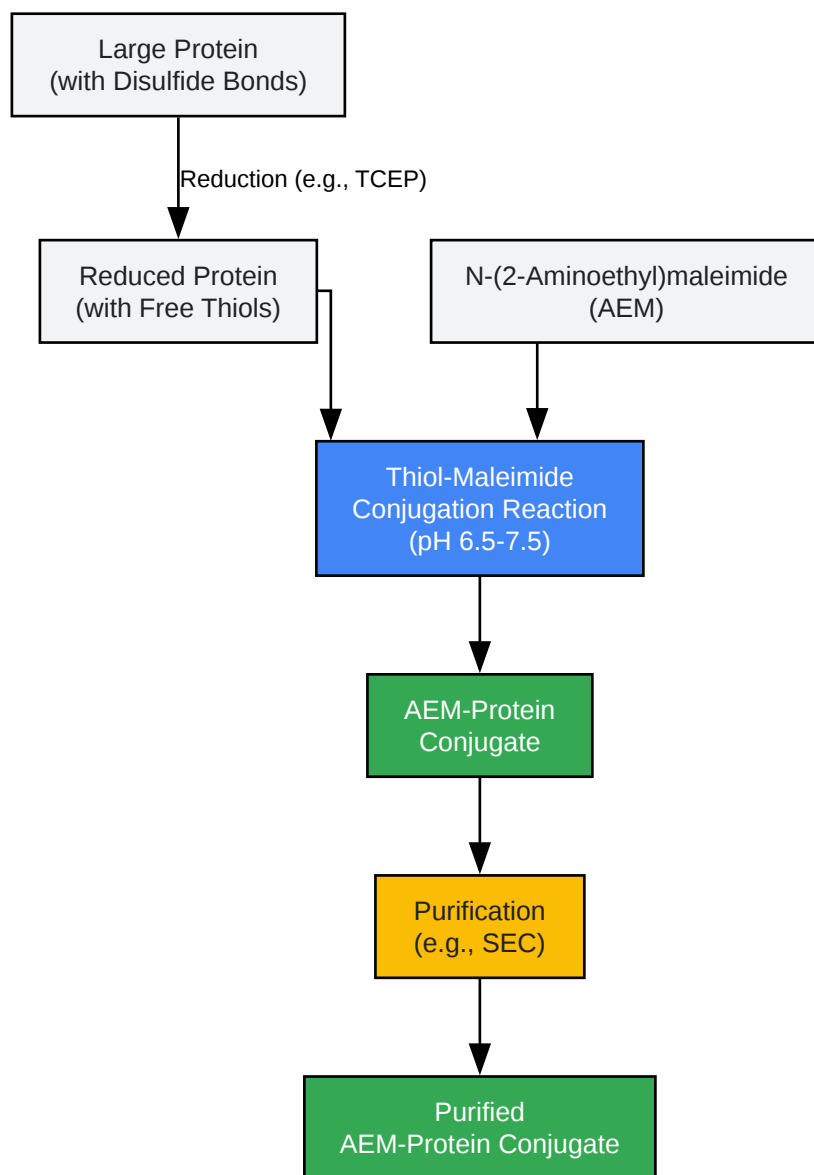 Large Protein
(with Disulfide Bonds)
Reduction (e.g., TCEP)
Reduced Protein
(with Free Thiols)
N-(2-Aminoethyl)maleimide
(AEM)
Thiol-Maleimide
Conjugation Reaction
(pH 6.5-7.5)
AEM-Protein
Conjugate
Purification
(e.g., SEC)
Purified
AEM-Protein Conjugate